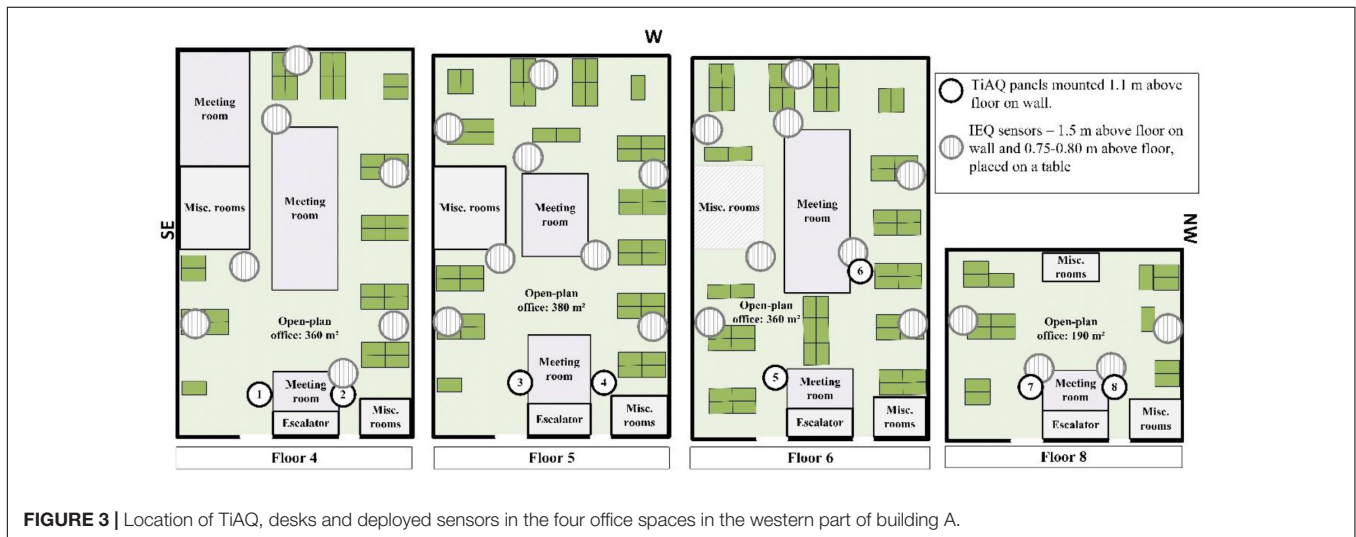 W
SE
NW
Meeting
room
Misc. rooms
Meeting
room
Open-plan
office: 360 m²
1
Meeting
room
2
Escalator
Misc.
rooms
Floor 4
Misc. rooms
Meeting
room
Open-plan
office: 380 m²
3
Meeting
room
4
Escalator
Misc.
rooms
Floor 5
Misc. rooms
Meeting
room
6
Open-plan
office: 360 m²
5
Meeting
room
Escalator
Misc.
rooms
Floor 6
Misc.
rooms
Open-plan
office: 190 m²
7
Meeting
room
8
Escalator
Misc.
rooms
Floor 8
TiAQ panels mounted 1.1 m above
floor on wall.
IEQ sensors – 1.5 m above floor on
wall and 0.75-0.80 m above floor,
placed on a table
FIGURE 3 | Location of TiAQ, desks and deployed sensors in the four office spaces in the western part of building A.